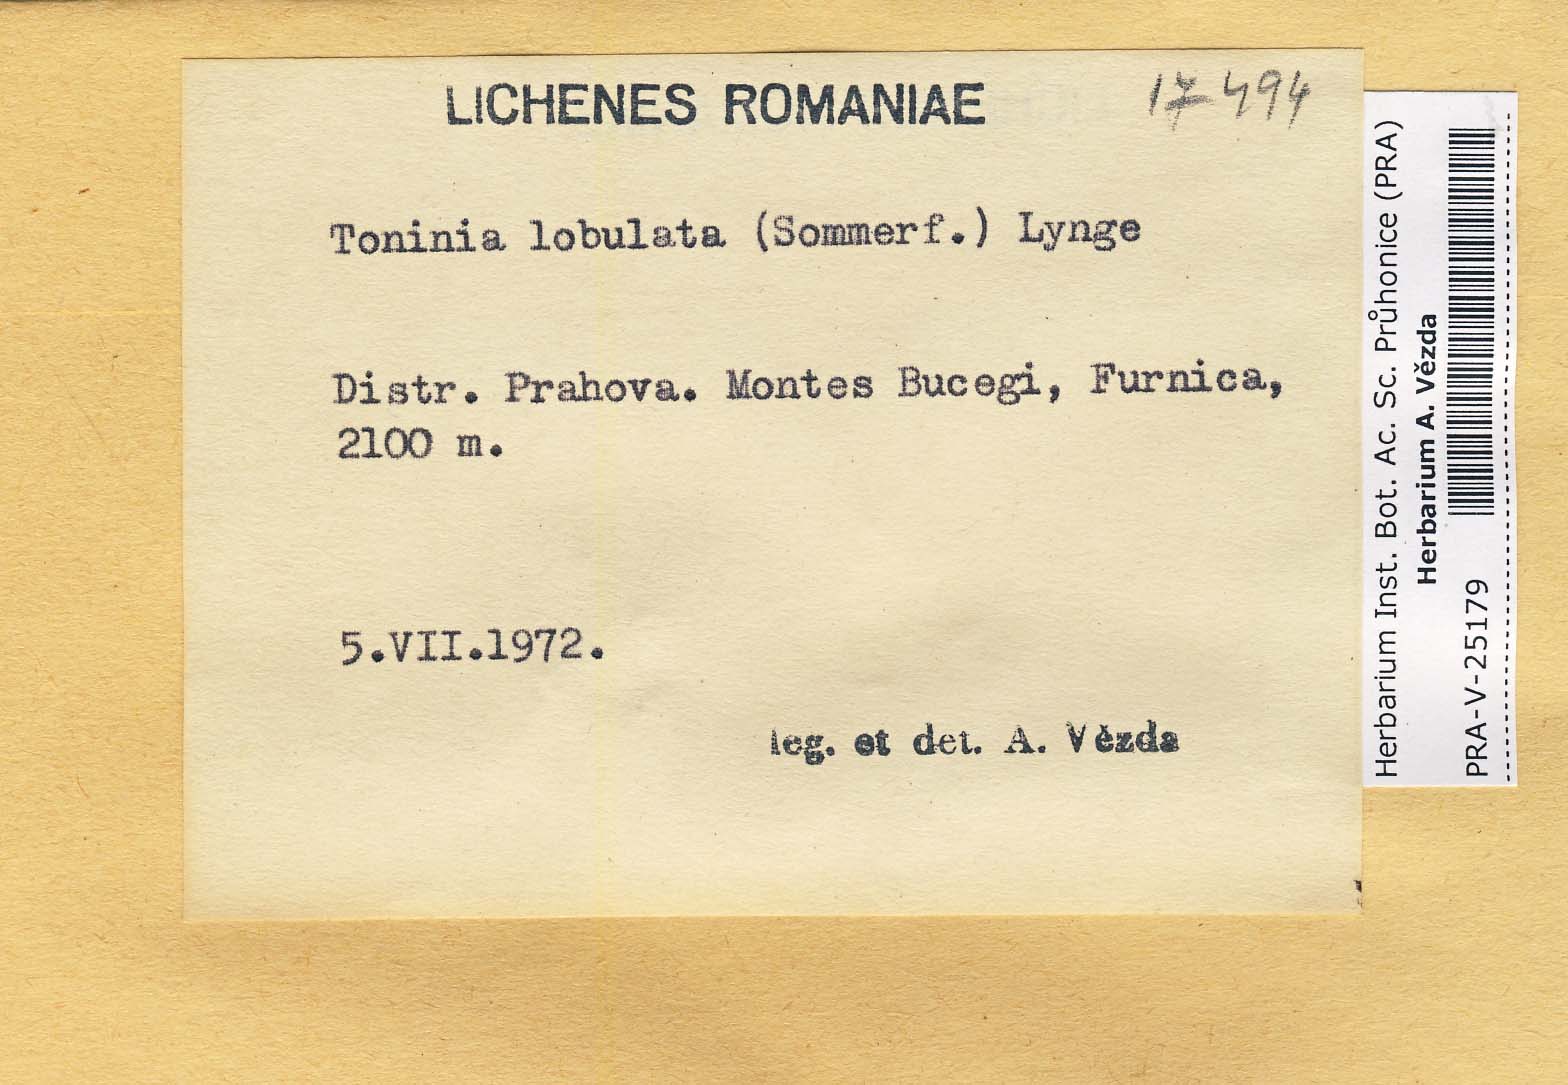 LICHENES ROMANIAE
17494
Toninia lobulata (Sommerf.) Lynge
Distr. Prahova. Montes Bucegi, Furnica,
2100 m.
5.VII.1972.
leg. et det. A. Vězda
Herbarium Inst. Bot. Ac. Sc. Průhonice (PRA)
Herbarium A. Vězda
PRA-V-25179